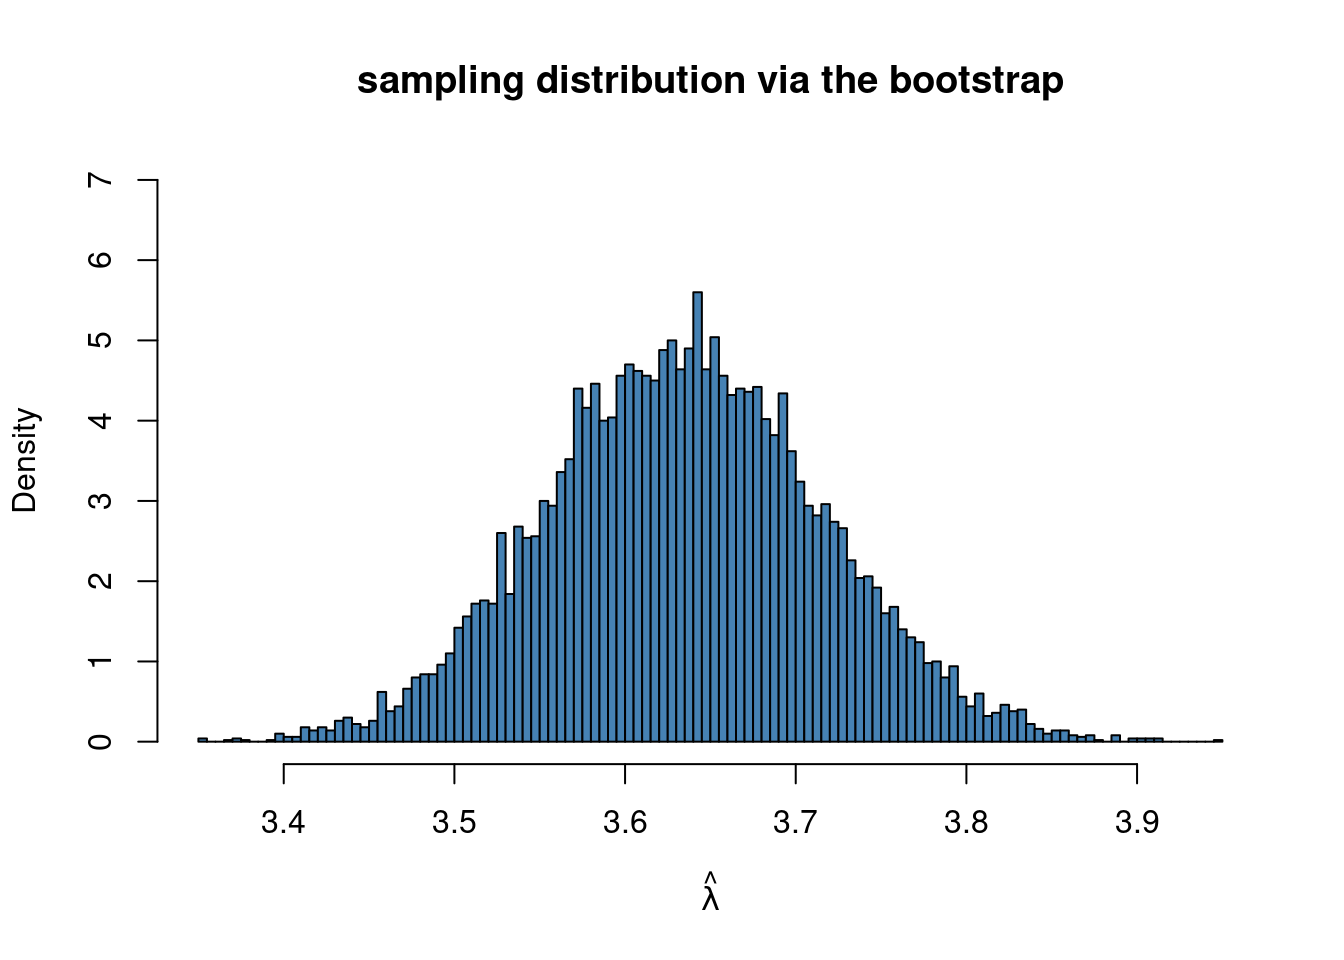 sampling distribution via the bootstrap
7
6
5
4
3
2
1
0
Density
3.4 3.5 3.6 3.7 3.8 3.9
λ̂